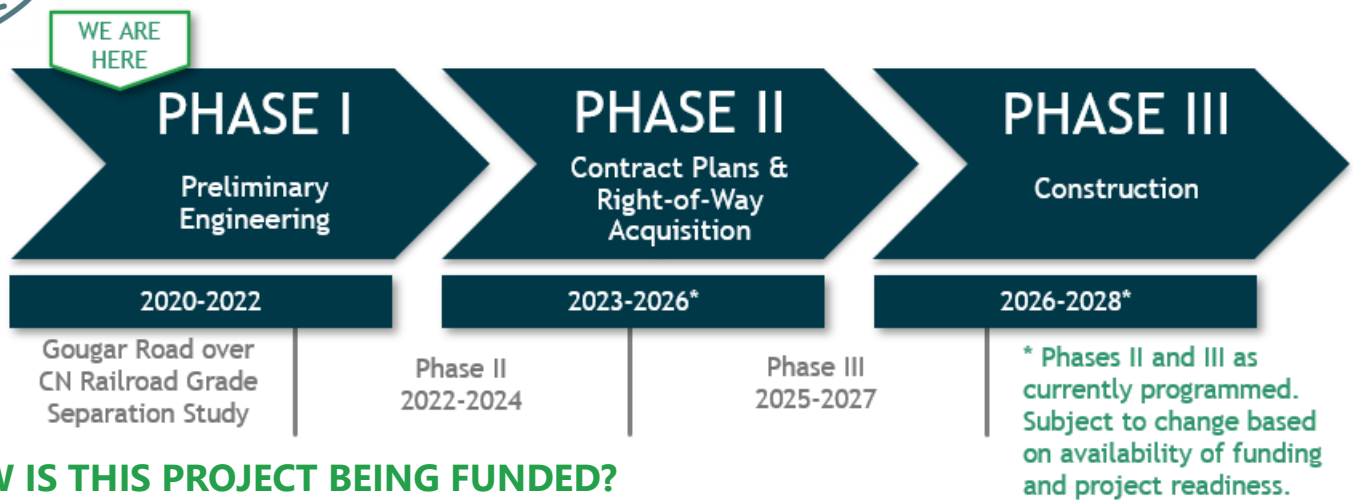 WE ARE
HERE
PHASE I
Preliminary
Engineering
PHASE II
Contract Plans &
Right-of-Way
Acquisition
PHASE III
Construction
2020-2022
2023-2026*
2026-2028*
Gougar Road over
CN Railroad Grade
Separation Study
Phase II
2022-2024
Phase III
2025-2027
* Phases II and III as
currently programmed.
Subject to change based
on availability of funding
and project readiness.
IS THIS PROJECT BEING FUNDED?